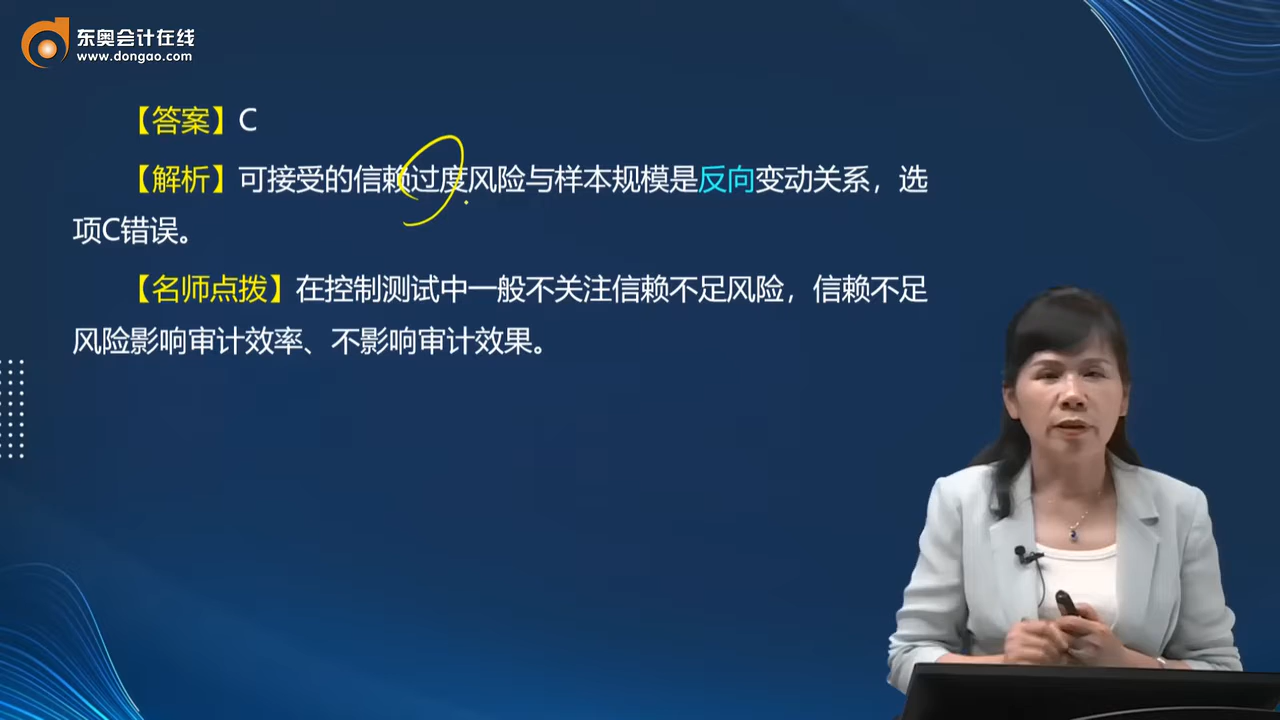 东奥会计在线
www.dongao.com
【答案】C
【解析】可接受的信赖过度风险与样本规模是反向变动关系，选
项C错误。
【名师点拨】在控制测试中一般不关注信赖不足风险，信赖不足
风险影响审计效率、不影响审计效果。